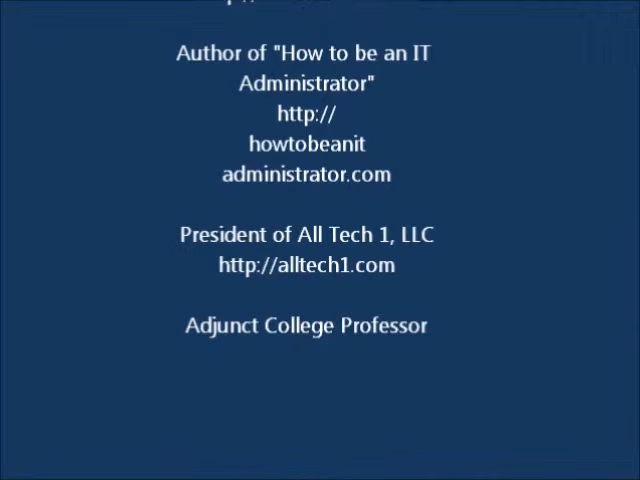 Author of "How to be an IT
Administrator"
http://
howtobeanit
administrator.com
President of All Tech 1, LLC
http://alltech1.com
Adjunct College Professor